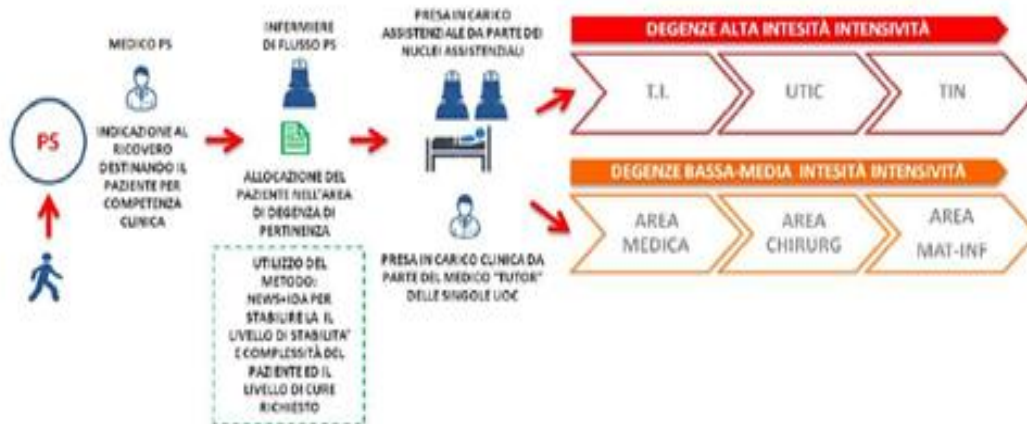 MEDICO PS
PS
INDICAZIONE AL
RICOVERO
DESTINANDO IL
PAZIENTE PER
COMPETENZA
CLINICA
INFERMIERE
DI FLUSSO PS
ALLOCAZIONE DEL
PAZIENTE NELL'AREA
DI DEGENZA DI
PERTINENZA
UTILIZZO DEL
METODO:
NEWS+IDA PER
STABILIRE LA IL
LIVELLO DI STABILITA'
E COMPLESSITÀ DEL
PAZIENTE ED IL
LIVELLO DI CURE
RICHIESTO
PRESA IN CARICO
ASSISTENZIALE DA PARTE DEI
NUCLEI ASSISTENZIALI
PRESA IN CARICO CLINICA DA
PARTE DEL MEDICO "TUTOR"
DELLE SINGOLE UOC
DEGENZE ALTA INTESITÁ INTENSIVITÁ
T.I.
UTIC
TIN
DEGENZE BASSA-MEDIA INTESITÁ INTENSIVITÁ
AREA
MEDICA
AREA
CHIRURG
AREA
MAT-INF